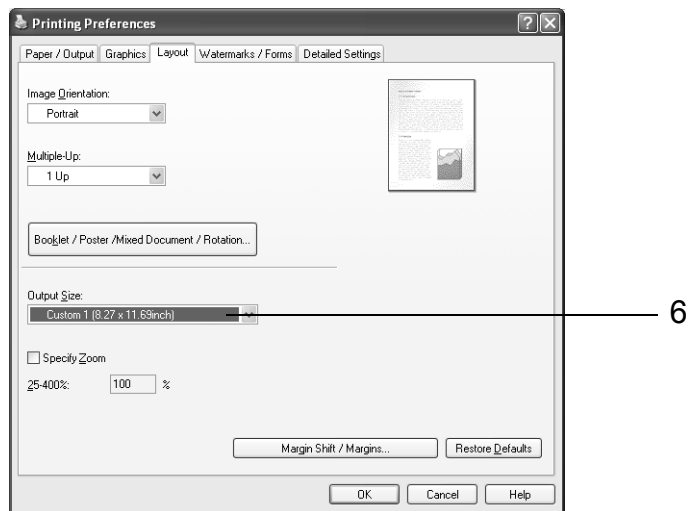 Printing Preferences
Paper / Output Graphics Layout Watermarks / Forms Detailed Settings
Image Orientation:
Portrait
Multiple-Up:
1 Up
Booklet / Poster /Mixed Document / Rotation...
Output Size:
Custom 1 (8.27 x 11.69inch)
6
Specify Zoom
25-400%: 100 %
Margin Shift / Margins... Restore Defaults
OK Cancel Help